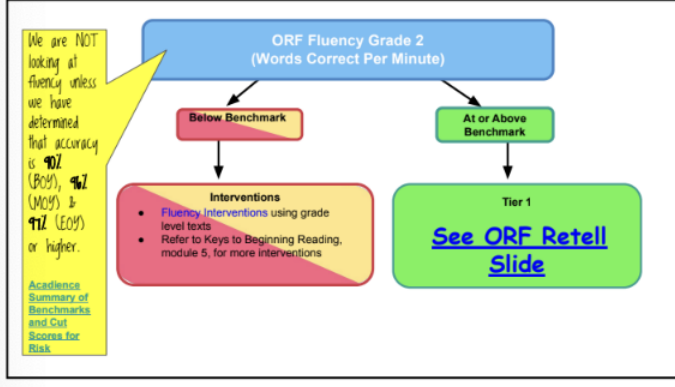 We are NOT
looking at
fluency unless
we have
determined
that accuracy
is 90%
(BOY), 96%
(MOY) &
97% (EOY)
or higher.
Acadience
Summary of
Benchmarks
and Cut
Scores for
Risk
ORF Fluency Grade 2
(Words Correct Per Minute)
Below Benchmark
At or Above
Benchmark
Interventions
● Fluency Interventions using grade
level texts
● Refer to Keys to Beginning Reading,
module 5, for more interventions
Tier 1
See ORF Retell
Slide